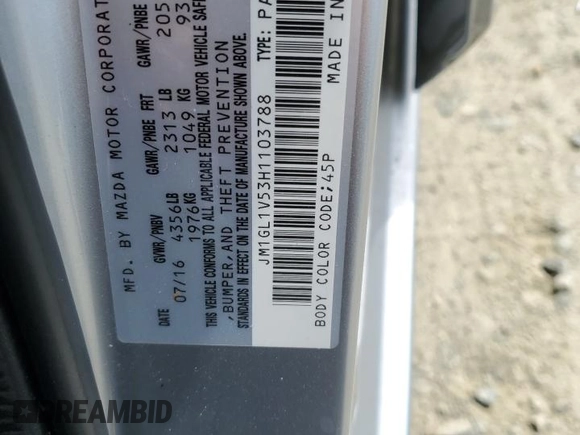 MFD. BY MAZDA MOTOR CORPORAT
GVWR/PNBV GAWR/PNBE FRT GAWR/PNBE
DATE 07/16 4356LB 2313 LB 205
1976KG 1049 KG 93
THIS VEHICLE CONFORMS TO ALL APPLICABLE FEDERAL MOTOR VEHICLE SAFE
,BUMPER,AND THEFT PREVENTION
STANDARDS IN EFFECT ON THE DATE OF MANUFACTURE SHOWN ABOVE.
JM1GL1V53H1103788 TYPE: PA
BODY COLOR CODE;45P MADE IN
DREAMBID